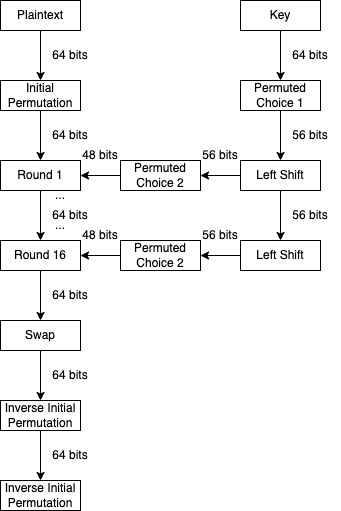 Plaintext
Key
64 bits
64 bits
Initial
Permutation
Permuted
Choice 1
64 bits
56 bits
48 bits
56 bits
Round 1
Permuted
Choice 2
Left Shift
...
64 bits
...
56 bits
48 bits
56 bits
Round 16
Permuted
Choice 2
Left Shift
64 bits
Swap
64 bits
Inverse Initial
Permutation
64 bits
Inverse Initial
Permutation